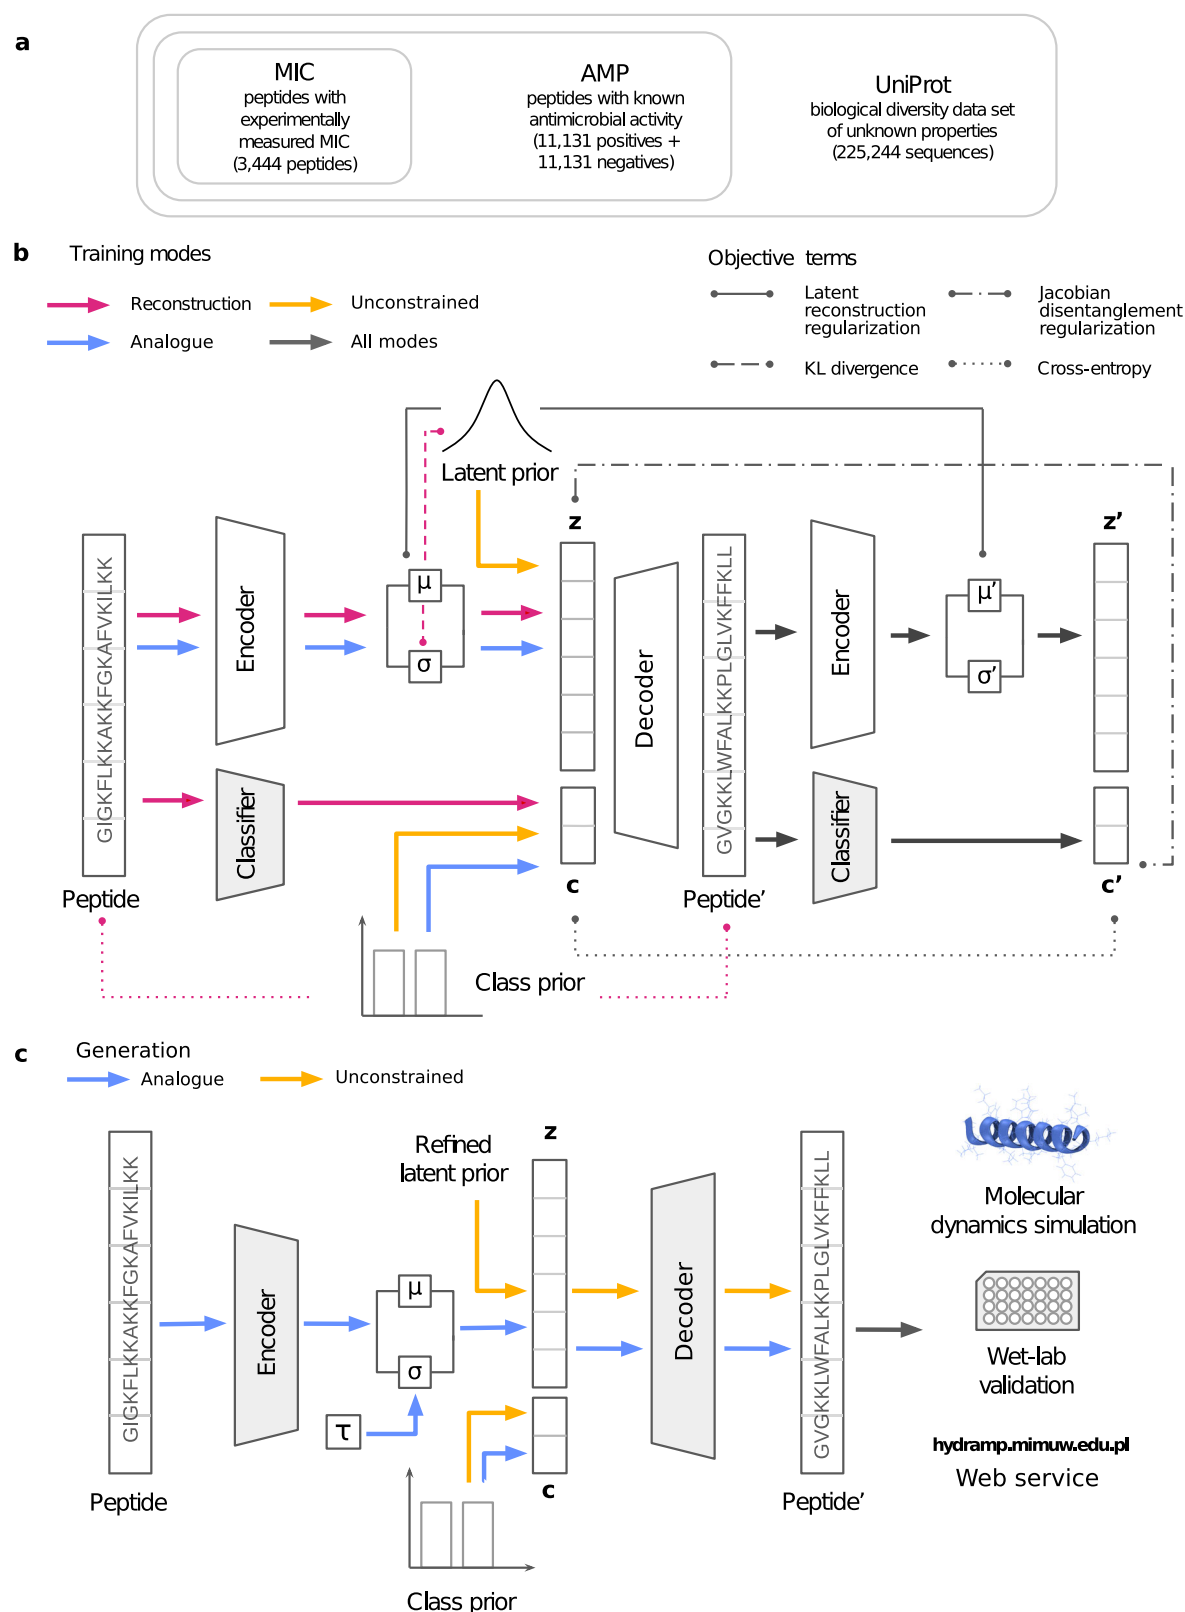 a
MIC
peptides with
experimentally
measured MIC
(3,444 peptides)
AMP
peptides with known
antimicrobial activity
(11,131 positives +
11,131 negatives)
UniProt
biological diversity data set
of unknown properties
(225,244 sequences)
b
Training modes
Reconstruction
Unconstrained
Analogue
All modes
Objective terms
Latent
reconstruction
regularization
Jacobian
disentanglement
regularization
KL divergence
Cross-entropy
Latent prior
z
z’
GIGKFLKKAKKFGKAFVKILKK
Encoder
μ
σ
Decoder
GVGKKLWFALKKPLGLVKFFKLL
Encoder
μ’
σ’
Classifier
Classifier
Peptide
c
Peptide’
c’
Class prior
c
Generation
Analogue
Unconstrained
z
Refined
latent prior
GIGKFLKKAKKFGKAFVKILKK
Encoder
μ
σ
τ
Decoder
GVGKKLWFALKKPLGLVKFFKLL
Molecular
dynamics simulation
Wet-lab
validation
hydramp.mimuw.edu.pl
Web service
Peptide
c
Peptide’
Class prior